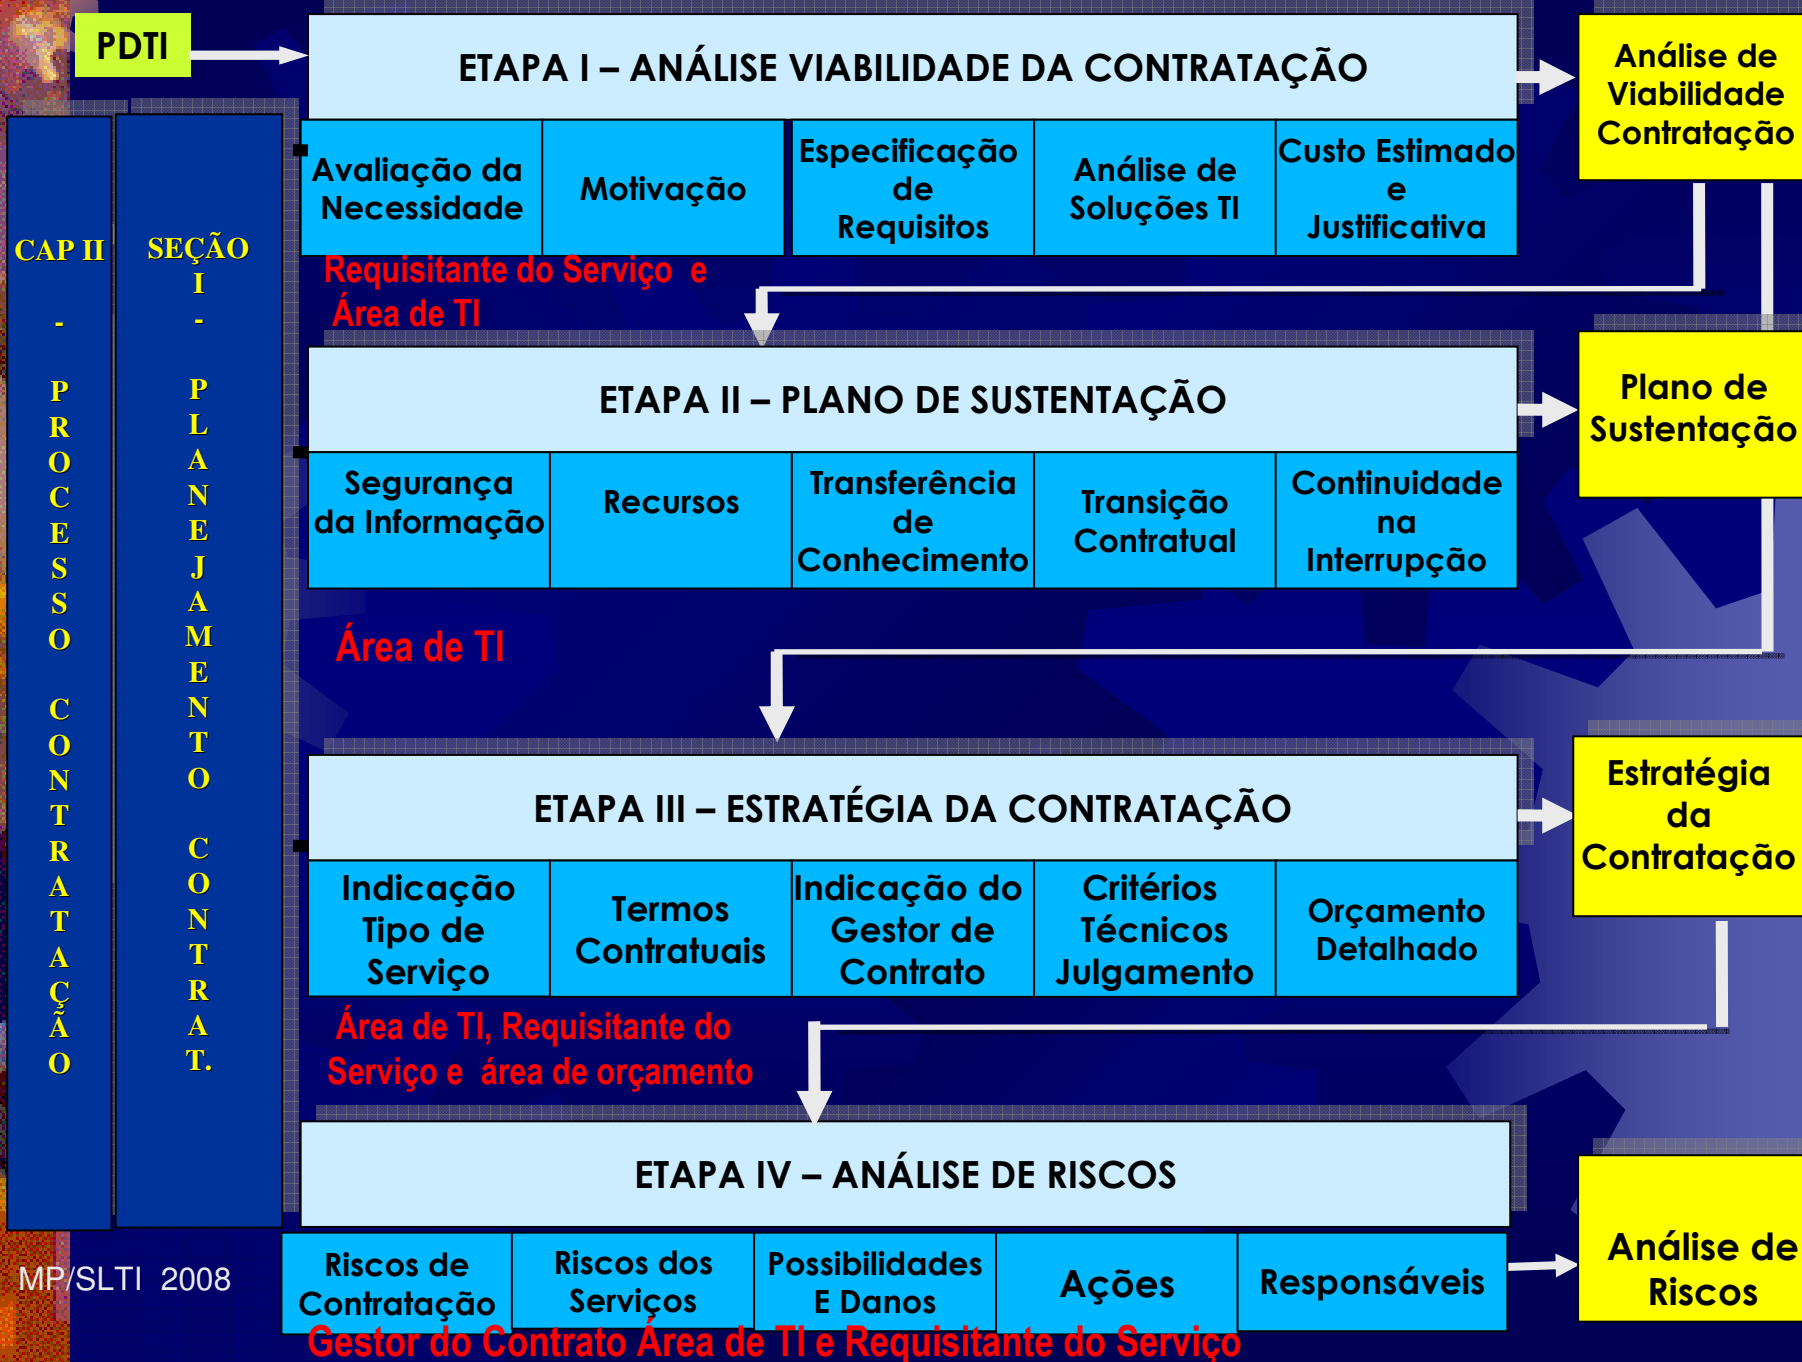 PDTI
ETAPA I – ANÁLISE VIABILIDADE DA CONTRATAÇÃO
Análise de
Viabilidade
Contratação
Avaliação da
Necessidade
Motivação
Especificação
de
Requisitos
Análise de
Soluções TI
Custo Estimado
e
Justificativa
Requisitante do Serviço e
Área de TI
CAP II
-
PROCESSO
CONTRATAÇÃO
SEÇÃO
I
-
PLANEJAMENTO
CONTRAT.
ETAPA II – PLANO DE SUSTENTAÇÃO
Plano de
Sustentação
Segurança
da Informação
Recursos
Transferência
de
Conhecimento
Transição
Contratual
Continuidade
na
Interrupção
Área de TI
ETAPA III – ESTRATÉGIA DA CONTRATAÇÃO
Estratégia
da
Contratação
Indicação
Tipo de
Serviço
Termos
Contratuais
Indicação do
Gestor de
Contrato
Critérios
Técnicos
Julgamento
Orçamento
Detalhado
Área de TI, Requisitante do
Serviço e área de orçamento
ETAPA IV – ANÁLISE DE RISCOS
Análise de
Riscos
Riscos de
Contratação
Riscos dos
Serviços
Possibilidades
E Danos
Ações
Responsáveis
Gestor do Contrato Área de TI e Requisitante do Serviço
MP/SLTI 2008